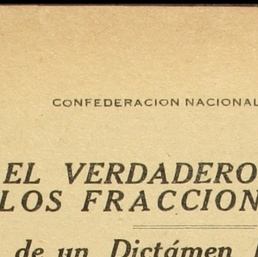 CONFEDERACION NACIONAL
EL VERDADERO
LOS FRACCION
de un Dictámen